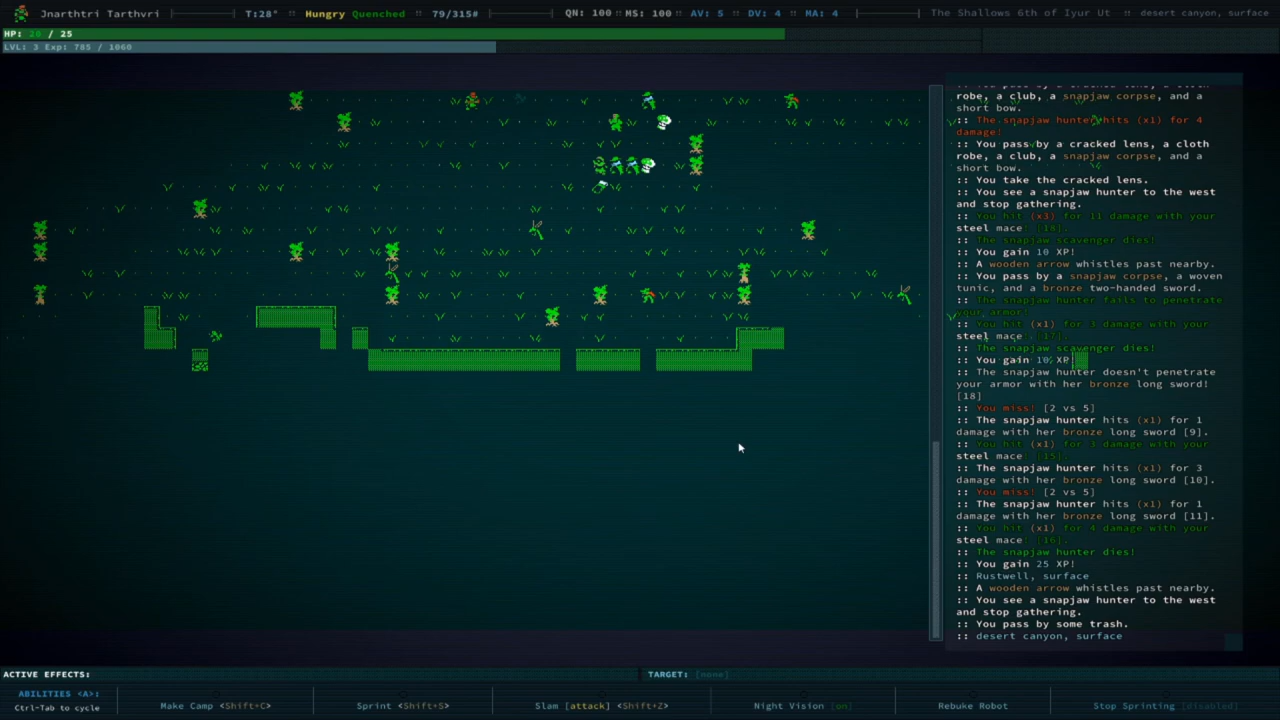 Jnarthtri Tarthvri T:28° Hungry Quenched 79/315# QN: 100 MS: 100 AV: 5 DV: 4 MA: 4 The Shallows 6th of Iyur Ut desert canyon, surface
HP: 20 / 25
LVL: 3 Exp: 785 / 1060
robe, a club, a snapjaw corpse, and a
short bow.
:: The snapjaw hunter hits (x1) for 4
damage!
:: You pass by a cracked lens, a cloth
robe, a club, a snapjaw corpse, and a
short bow.
:: You take the cracked lens.
:: You see a snapjaw hunter to the west
and stop gathering.
:: You hit (x3) for 11 damage with your
steel mace! [18].
:: The snapjaw scavenger dies!
:: You gain 10 XP!
:: A wooden arrow whistles past nearby.
:: You pass by a snapjaw corpse, a woven
tunic, and a bronze two-handed sword.
:: The snapjaw hunter fails to penetrate
your armor!
:: You hit (x1) for 3 damage with your
steel mace! [17].
:: The snapjaw scavenger dies!
:: You gain 10 XP!
:: The snapjaw hunter doesn't penetrate
your armor with her bronze long sword!
[18]
:: You miss! [2 vs 5]
:: The snapjaw hunter hits (x1) for 1
damage with her bronze long sword [9].
:: You hit (x1) for 3 damage with your
steel mace! [15].
:: The snapjaw hunter hits (x1) for 3
damage with her bronze long sword [10].
:: You miss! [2 vs 5]
:: The snapjaw hunter hits (x1) for 1
damage with her bronze long sword [11].
:: You hit (x1) for 4 damage with your
steel mace! [16].
:: The snapjaw hunter dies!
:: You gain 25 XP!
:: Rustwell, surface
:: A wooden arrow whistles past nearby.
:: You see a snapjaw hunter to the west
and stop gathering.
:: You pass by some trash.
:: desert canyon, surface
ACTIVE EFFECTS: TARGET: [none]
ABILITIES <A>:
Ctrl-Tab to cycle
Make Camp <Shift+C> Sprint <Shift+S> Slam [attack] <Shift+Z> Night Vision [on] Rebuke Robot Stop Sprinting [disabled]